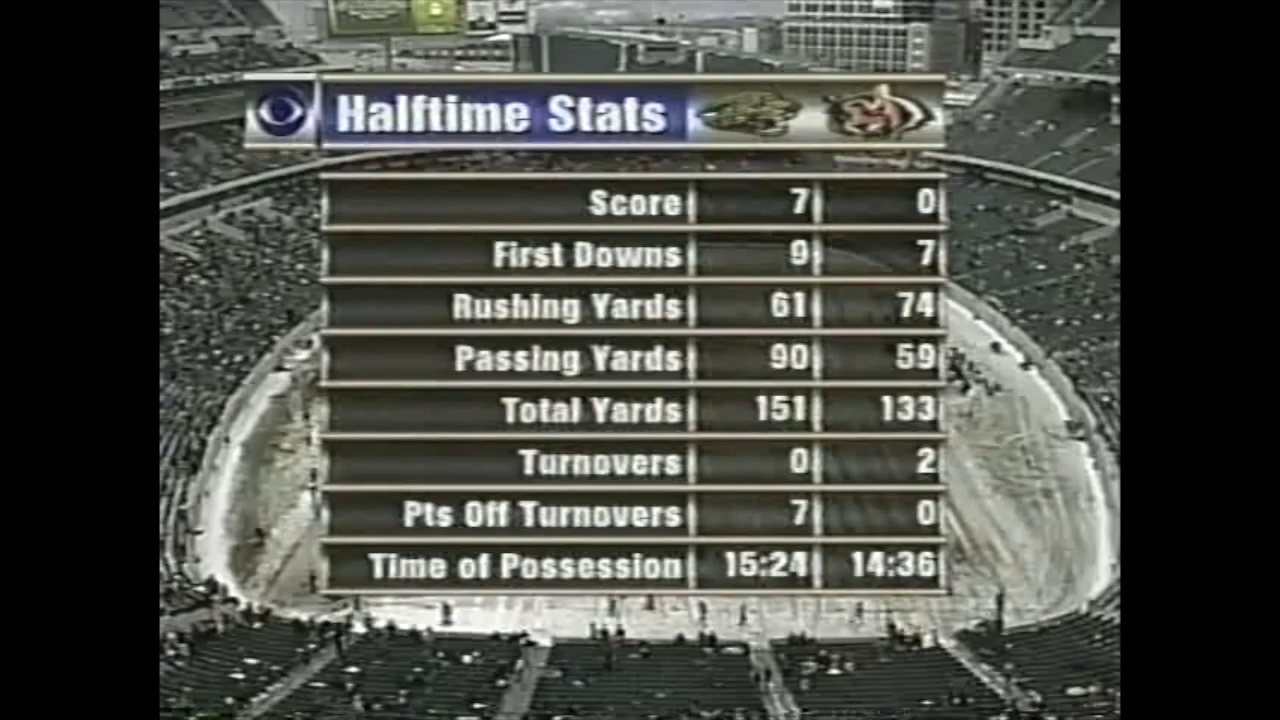 Halftime Stats
Score 7 0
First Downs 9 7
Rushing Yards 61 74
Passing Yards 90 59
Total Yards 151 133
Turnovers 0 2
Pts Off Turnovers 7 0
Time of Possession 15:24 14:36